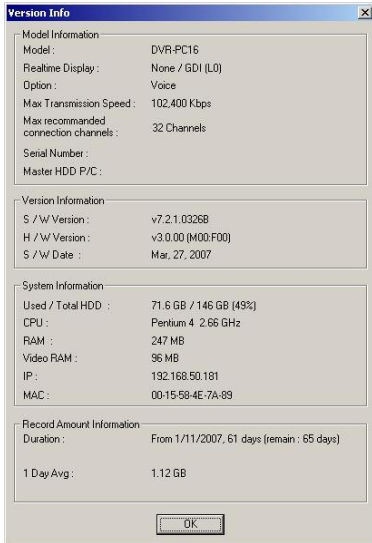 Version Info
Model Information
Model : DVR-PC16
Realtime Display : None / GDI (L0)
Option : Voice
Max Transmission Speed : 102,400 Kbps
Max recommanded
connection channels : 32 Channels
Serial Number :
Master HDD P/C :
Version Information
S / W Version : v7.2.1.0326B
H / W Version : v3.0.00 (M00:F00)
S / W Date : Mar, 27, 2007
System Information
Used / Total HDD : 71.6 GB / 146 GB (49%)
CPU : Pentium 4 2.66 GHz
RAM : 247 MB
Video RAM : 96 MB
IP : 192.168.50.181
MAC : 00-15-58-4E-7A-89
Record Amount Information
Duration : From 1/11/2007, 61 days (remain : 65 days)
1 Day Avg : 1.12 GB
OK